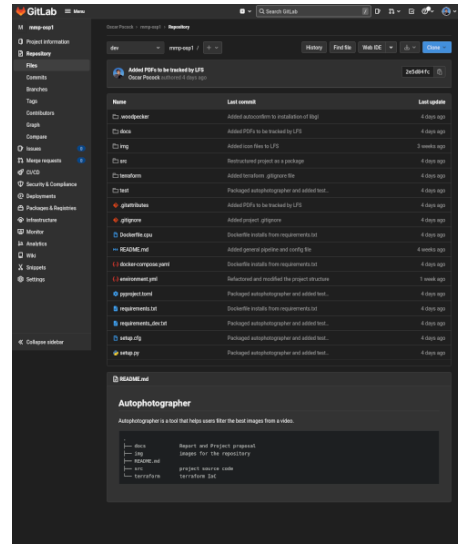 GitLab Menu
Search GitLab
M mmp-osp1
Project information
Repository
Files
Commits
Branches
Tags
Contributors
Graph
Compare
Issues 0
Merge requests 0
CI/CD
Security & Compliance
Deployments
Packages & Registries
Infrastructure
Monitor
Analytics
Wiki
Snippets
Settings
Collapse sidebar
Oscar Pocock > mmp-osp1 > Repository
dev mmp-osp1 / +
History Find file Web IDE Clone
Added PDFs to be tracked by LFS
Oscar Pocock authored 4 days ago
Name Last commit Last update
.woodpecker Added autoconfirm to installation of libgl 4 days ago
docs Added PDFs to be tracked by LFS 4 days ago
img Added icon files to LFS 3 weeks ago
src Restructured project as a package 4 days ago
terraform Added terraform .gitignore file 4 days ago
test Packaged autophotographer and added test... 4 days ago
.gitattributes Added PDFs to be tracked by LFS 4 days ago
.gitignore Added project .gitignore 4 days ago
Dockerfile.cpu Dockerfile installs from requirements.txt 4 days ago
README.md Added general pipeline and config file 4 weeks ago
docker-compose.yaml Dockerfile installs from requirements.txt 4 days ago
environment.yml Refactored and modified the project structure 1 week ago
pyproject.toml Packaged autophotographer and added test... 4 days ago
requirements.txt Dockerfile installs from requirements.txt 4 days ago
requirements_dev.txt Packaged autophotographer and added test... 4 days ago
setup.cfg Packaged autophotographer and added test... 4 days ago
setup.py Packaged autophotographer and added test... 4 days ago
README.md
Autophotographer
Autophotographer is a tool that helps users filter the best images from a video.
.
├── docs Report and Project proposal
├── img images for the repository
├── README.md
├── src project source code
└── terraform terraform IaC